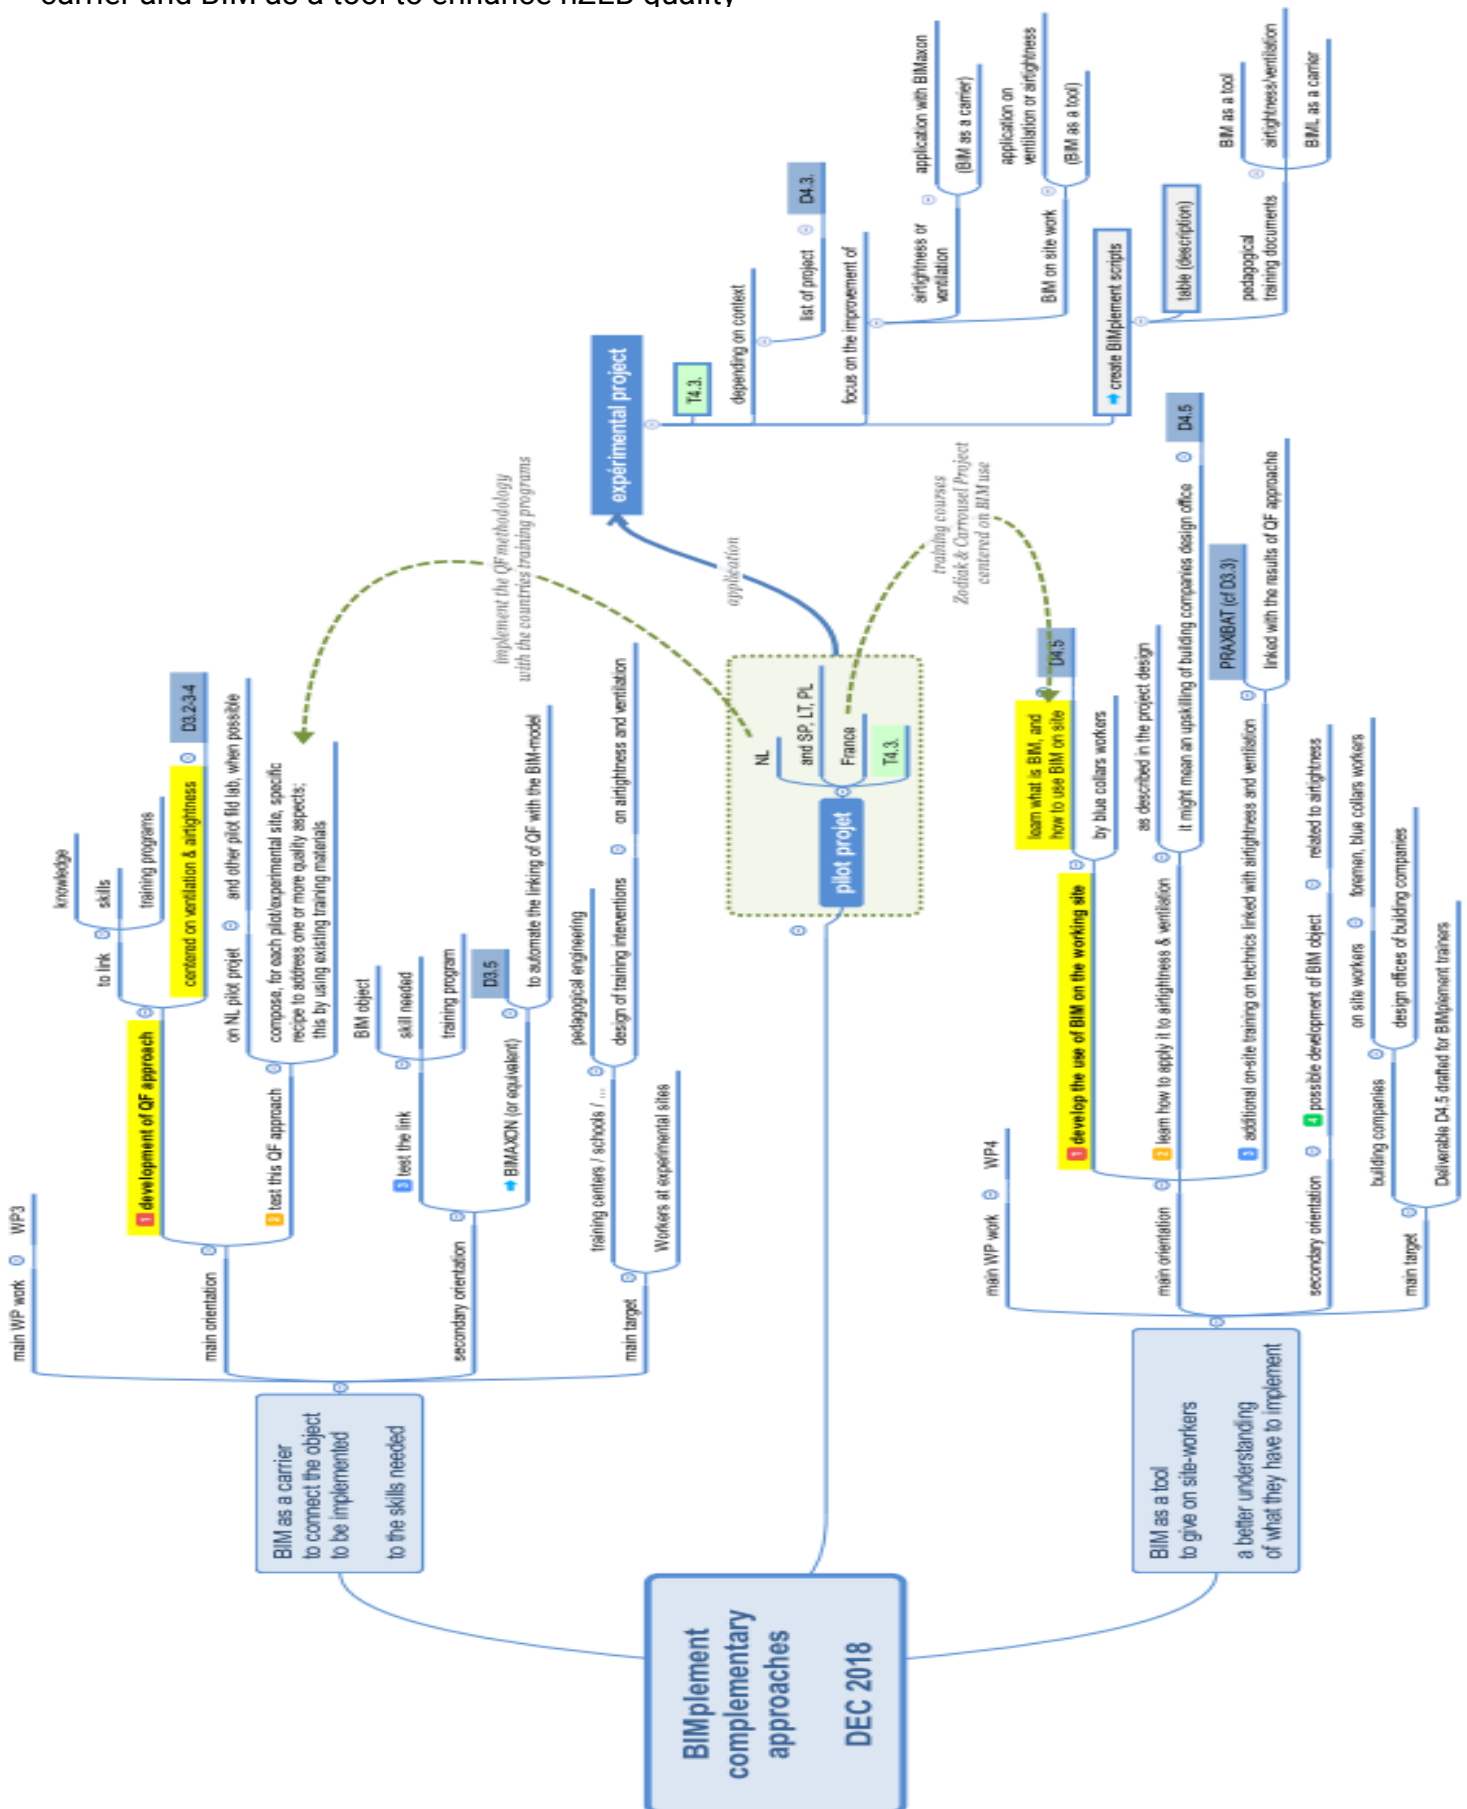 carrier and BIM as a tool to enhance nZEB quality
BIMplement
complementary
approaches
DEC 2018
BIM as a carrier
to connect the object
to be implemented
to the skills needed
main WP work
WP3
main orientation
1 development of QF approach
to link
knowledge
skills
training programs
centered on ventilation & airtightness
D3.2-3-4
2 test this QF approach
on NL pilot projet
and other pilot fild lab, when possible
compose, for each pilot/experimental site, specific
recipe to address one or more quality aspects;
this by using existing training materials
secondary orientation
3 test the link
BIM object
skill needed
training program
BIMAXON (or equivalent)
D3.5
to automate the linking of QF with the BIM-model
main target
training centers / schools / ...
pedagogical engineering
design of training interventions
on airtightness and ventilation
Workers at experimental sites
implement the QF methodology
with the countries training programs
pilot projet
NL
and SP, LT, PL
France
T4.3.
application
expérimental project
T4.3.
depending on context
list of project
D4.3.
focus on the improvement of
airtightness or
ventilation
application with BIMaxon
(BIM as a carrier)
BIM on site work
application on
ventilation or airtightness
(BIM as a tool)
create BIMplement scripts
table (description)
pedagogical
training documents
BIM as a tool
airtightness/ventilation
BIML as a carrier
training courses
Zodiak & Carrousel Project
centered on BIM use
BIM as a tool
to give on site-workers
a better understanding
of what they have to implement
main WP work
WP4
main orientation
1 develop the use of BIM on the working site
learn what is BIM, and
how to use BIM on site
D4.5
by blue collars workers
2 learn how to apply it to airtightness & ventilation
as described in the project design
it might mean an upskilling of building companies design office
D4.5
3 additional on-site training on technics linked with airtightness and ventilation
PRAXIBAT (cf D3.3)
linked with the results of QF approache
secondary orientation
4 possible development of BIM object
related to airtightness
main target
building companies
on site workers
foremen, blue collars workers
design offices of building companies
Deliverable D4.5 drafted for BIMplement trainers